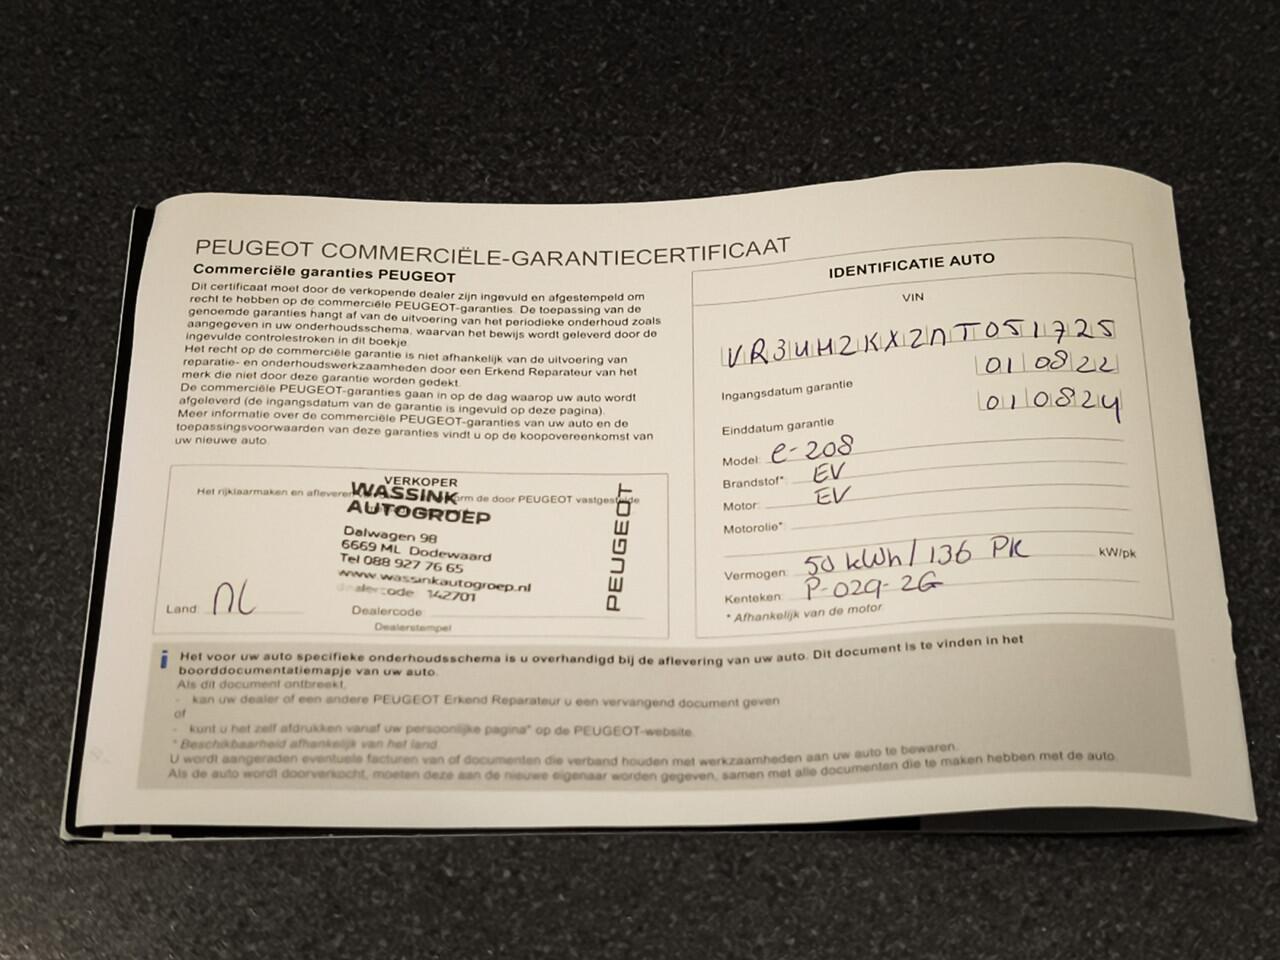 PEUGEOT COMMERCIËLE-GARANTIECERTIFICAAT
Commerciële garanties PEUGEOT
Dit certificaat moet door de verkopende dealer zijn ingevuld en afgestempeld om
recht te hebben op de commerciële PEUGEOT-garanties. De toepassing van de
genoemde garanties hangt af van de uitvoering van het periodieke onderhoud zoals
aangegeven in uw onderhoudsschema, waarvan het bewijs wordt geleverd door de
ingevulde controlestroken in dit boekje.
Het recht op de commerciële garantie is niet afhankelijk van de uitvoering van
reparatie- en onderhoudswerkzaamheden door een Erkend Reparateur van het
merk die niet door deze garantie worden gedekt.
De commerciële PEUGEOT-garanties gaan in op de dag waarop uw auto wordt
afgeleverd (de ingangsdatum van de garantie is ingevuld op deze pagina).
Meer informatie over de commerciële PEUGEOT-garanties van uw auto en de
toepassingsvoorwaarden van deze garanties vindt u op de koopovereenkomst van
uw nieuwe auto.
VERKOPER
Het rijklaarmaken en afleveren door PEUGEOT vastgestelde
WASSINK
AUTOGROEP
Dalwagen 98
6669 ML Dodewaard
Tel 088 927 76 65
www.wassinkautogroep.nl
dealercode 142701
PEUGEOT
Land: NL
Dealercode:
Dealerstempel
IDENTIFICATIE AUTO
VIN
VR3UHZKXZNT051725
010822
Ingangsdatum garantie
010824
Einddatum garantie
Model: e-208
Brandstof*: EV
Motor: EV
Motorolie*:
Vermogen: 50 kWh/136 PK kW/pk
Kenteken: P-029-2G
* Afhankelijk van de motor
i Het voor uw auto specifieke onderhoudsschema is u overhandigd bij de aflevering van uw auto. Dit document is te vinden in het
boorddocumentatiemapje van uw auto.
Als dit document ontbreekt,
- kan uw dealer of een andere PEUGEOT Erkend Reparateur u een vervangend document geven
of
- kunt u het zelf afdrukken vanaf uw persoonlijke pagina* op de PEUGEOT-website.
* Beschikbaarheid afhankelijk van het land
U wordt aangeraden eventuele facturen van of documenten die verband houden met werkzaamheden aan uw auto te bewaren.
Als de auto wordt doorverkocht, moeten deze aan de nieuwe eigenaar worden gegeven, samen met alle documenten die te maken hebben met de auto.